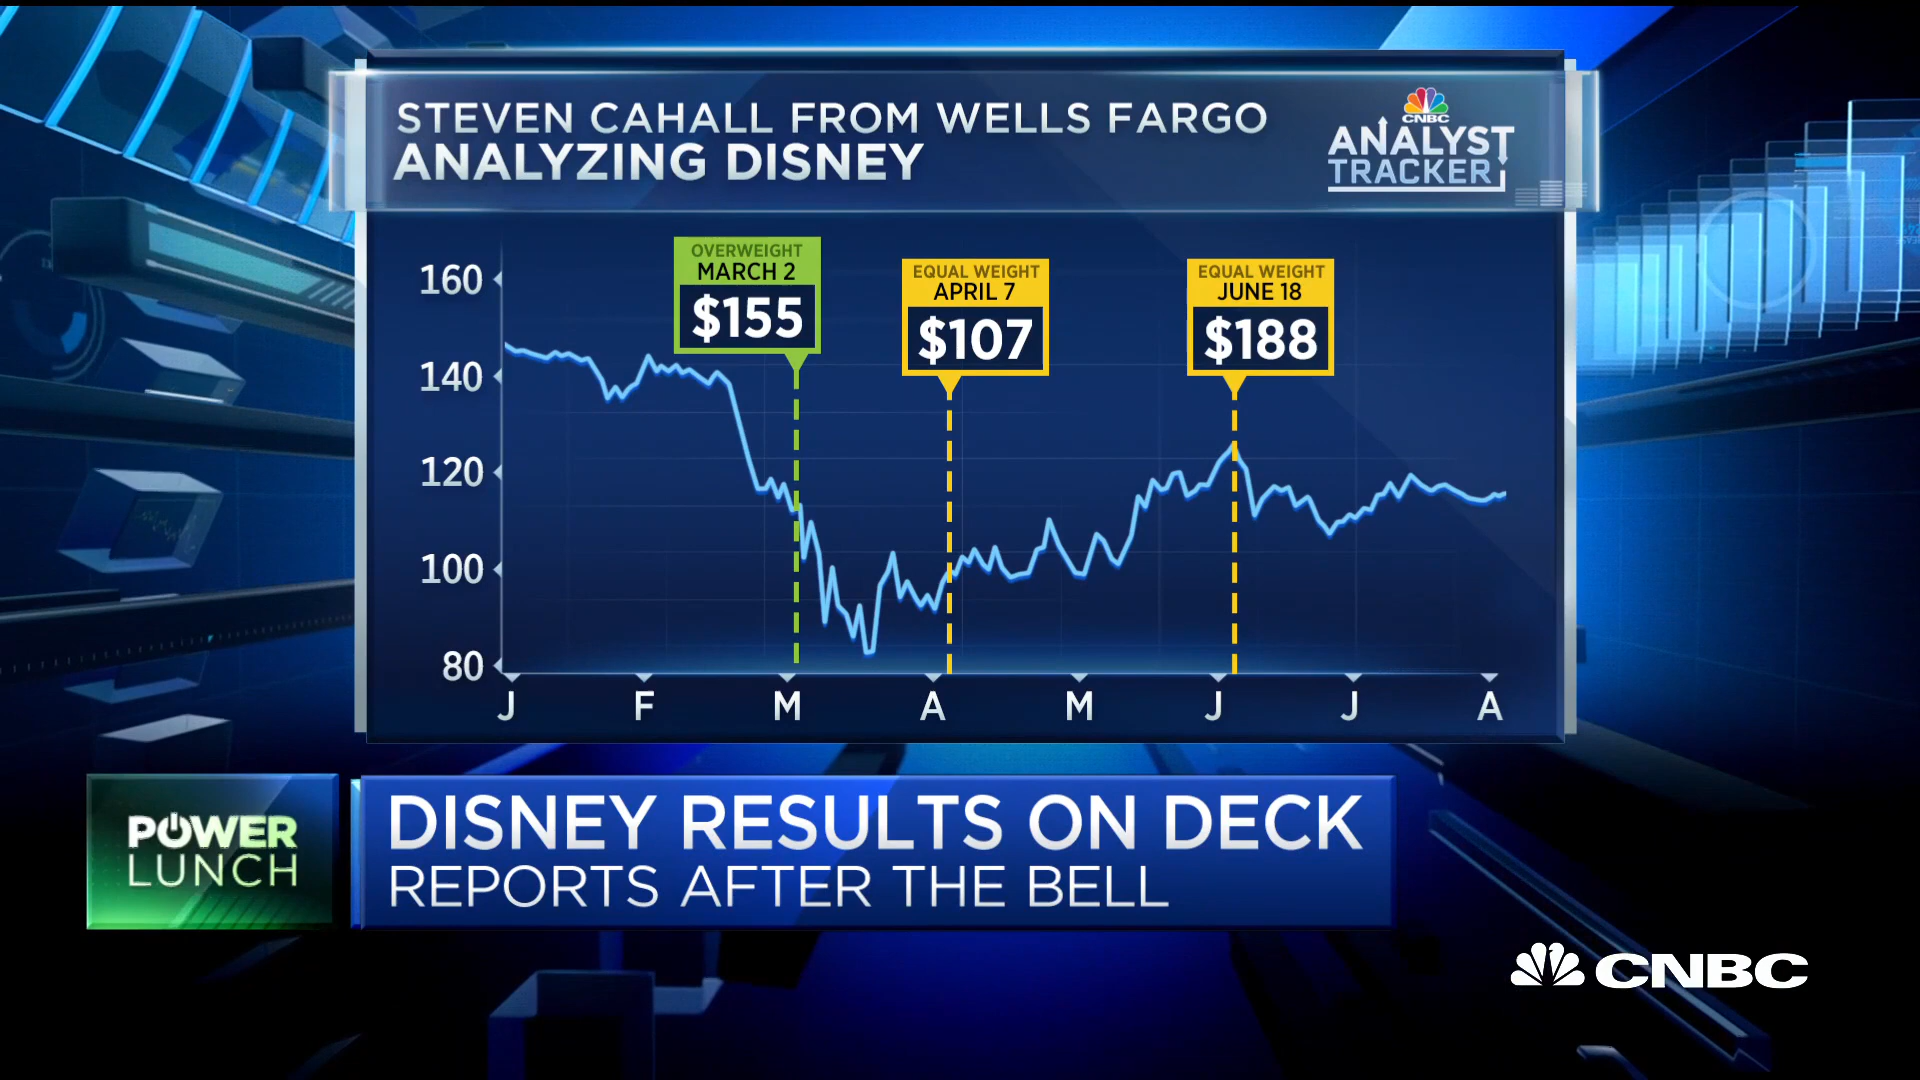 STEVEN CAHALL FROM WELLS FARGO
ANALYZING DISNEY
CNBC
ANALYST
TRACKER
OVERWEIGHT
MARCH 2
$155
EQUAL WEIGHT
APRIL 7
$107
EQUAL WEIGHT
JUNE 18
$188
160
140
120
100
80
J F M A M J J A
POWER
LUNCH
DISNEY RESULTS ON DECK
REPORTS AFTER THE BELL
CNBC